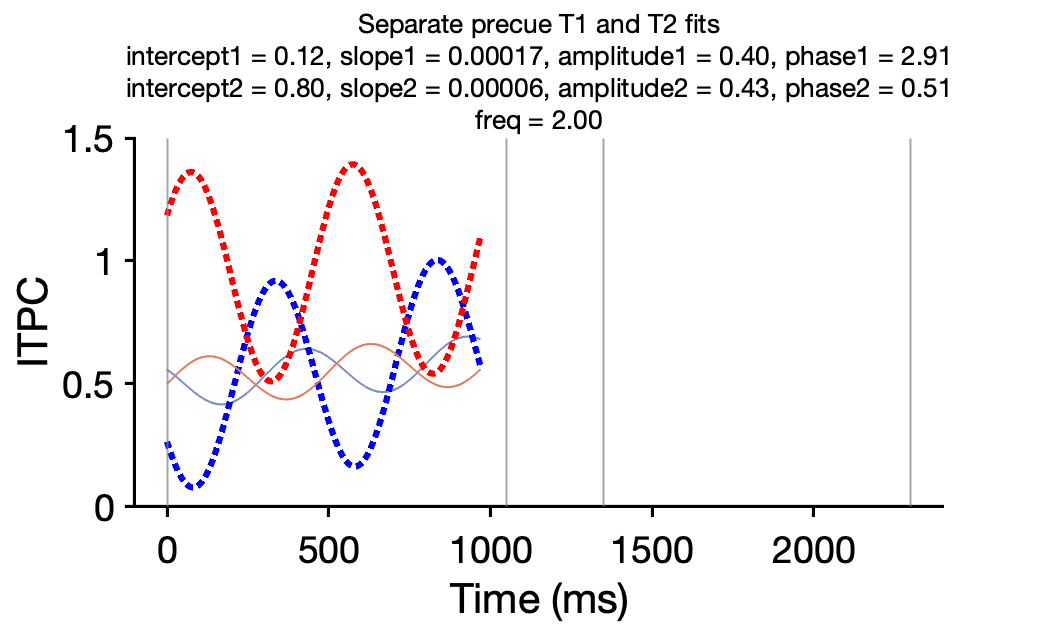 Separate precue T1 and T2 fits
intercept1 = 0.12, slope1 = 0.00017, amplitude1 = 0.40, phase1 = 2.91
intercept2 = 0.80, slope2 = 0.00006, amplitude2 = 0.43, phase2 = 0.51
freq = 2.00
1.5
1
0.5
0
ITPC
0 500 1000 1500 2000
Time (ms)